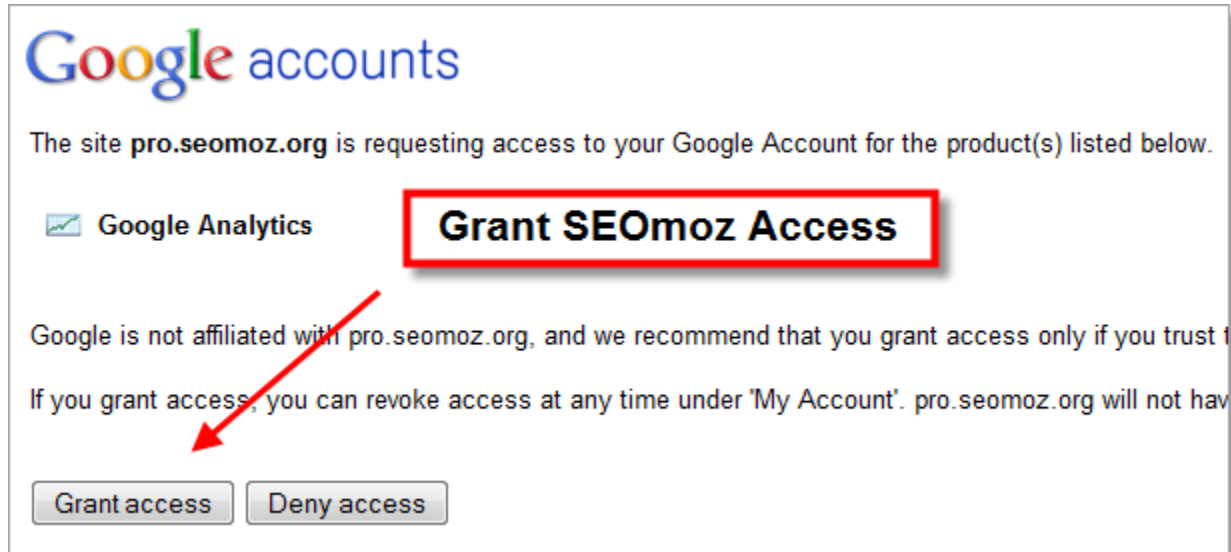 Google accounts
The site pro.seomoz.org is requesting access to your Google Account for the product(s) listed below.
Google Analytics
Grant SEOmoz Access
Google is not affiliated with pro.seomoz.org, and we recommend that you grant access only if you trust
If you grant access, you can revoke access at any time under 'My Account'. pro.seomoz.org will not
Grant access
Deny access